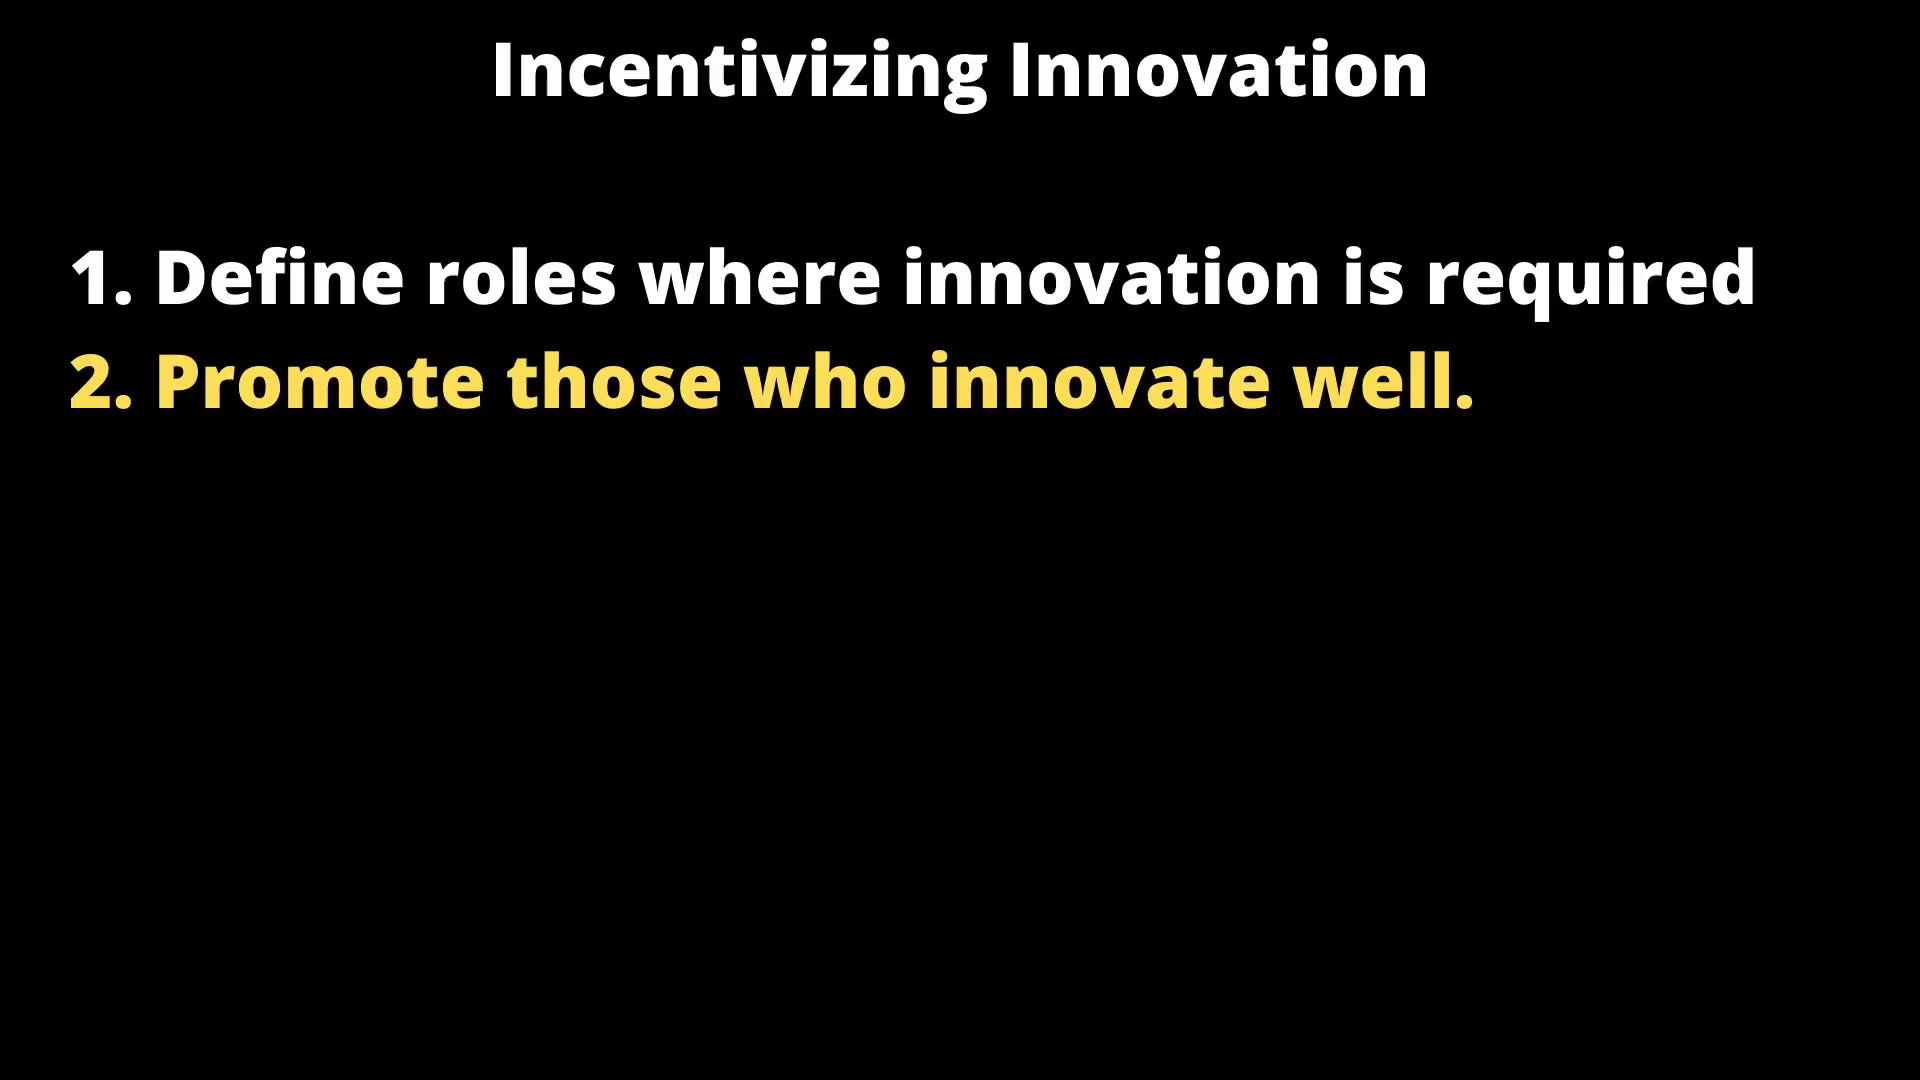 Incentivizing Innovation
1. Define roles where innovation is required
2. Promote those who innovate well.